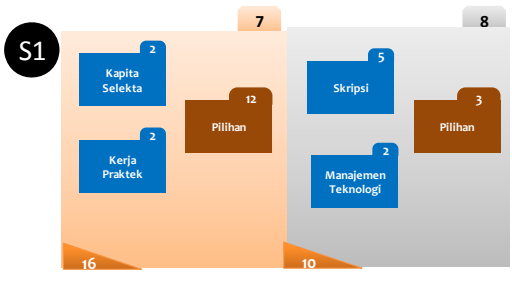 S1
7
2
Kapita
Selekta
12
Pilihan
2
Kerja
Praktek
16
8
5
Skripsi
3
Pilihan
2
Manajemen
Teknologi
10